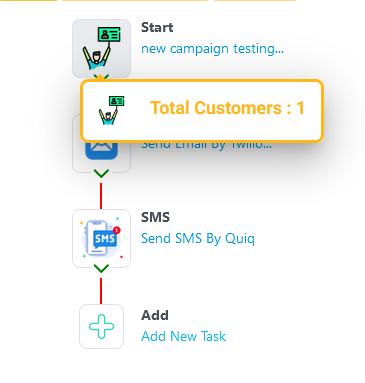 Start
new campaign testing...
Total Customers : 1
Send Email By Twilio...
SMS
SMS
Send SMS By Quiq
Add
Add New Task